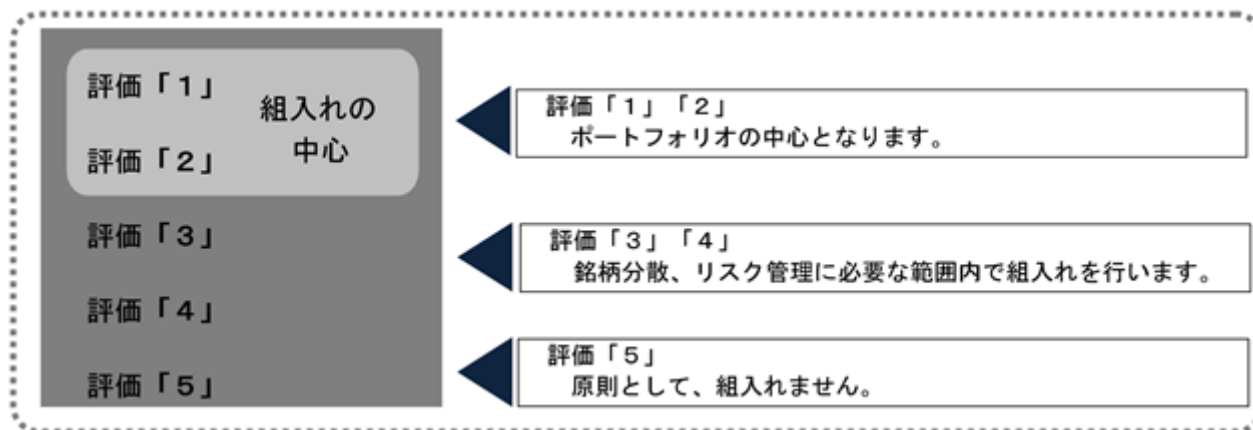 評価「１」
組入れの
中心
評価「２」
評価「３」
評価「４」
評価「５」
評価「１」「２」
ポートフォリオの中心となります。
評価「３」「４」
銘柄分散、リスク管理に必要な範囲内で組入れを行います。
評価「５」
原則として、組入れません。